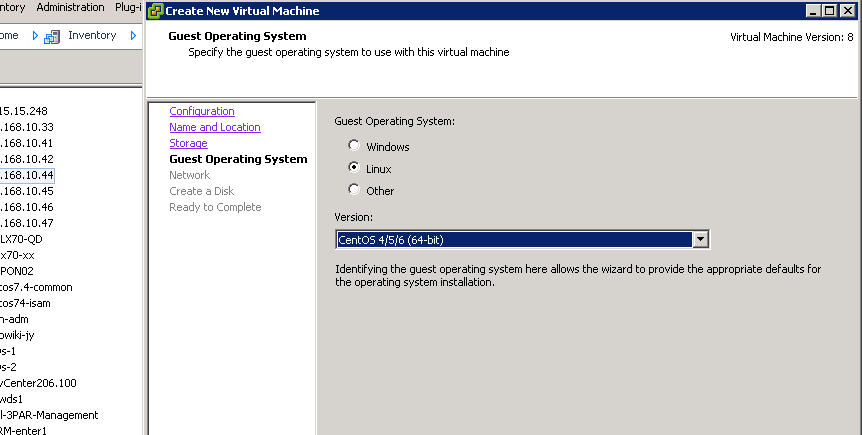 ntory Administration Plug-i
ome Inventory
Create New Virtual Machine
Guest Operating System
Specify the guest operating system to use with this virtual machine
Virtual Machine Version: 8
15.15.248
.168.10.33
.168.10.41
.168.10.42
.168.10.44
.168.10.45
.168.10.46
.168.10.47
LX70-QD
x70-xx
PON02
tos7.4-common
tos74-isam
n-adm
owiki-jy
s-1
s-2
vCenter206.100
wds1
l-3PAR-Management
RM-enter1
Configuration
Name and Location
Storage
Guest Operating System
Network
Create a Disk
Ready to Complete
Guest Operating System:
Windows
Linux
Other
Version:
CentOS 4/5/6 (64-bit)
Identifying the guest operating system here allows the wizard to provide the appropriate defaults for
the operating system installation.